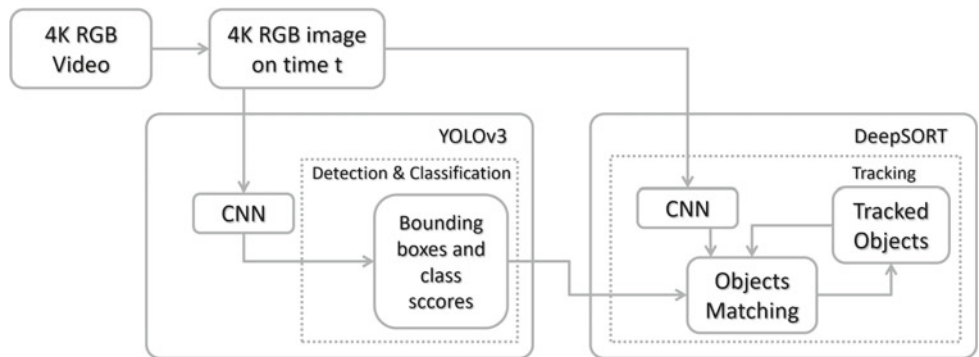 4K RGB
Video
4K RGB image
on time t
YOLOv3
Detection & Classification
CNN
Bounding
boxes and
class
sccores
DeepSORT
Tracking
CNN
Tracked
Objects
Objects
Matching